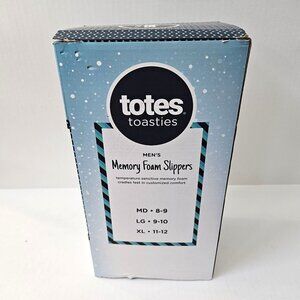 totes
toasties
MEN'S
Memory Foam Slippers
temperature sensitive memory foam
cradles feet in customized comfort
MD • 8-9
LG • 9-10
XL • 11-12